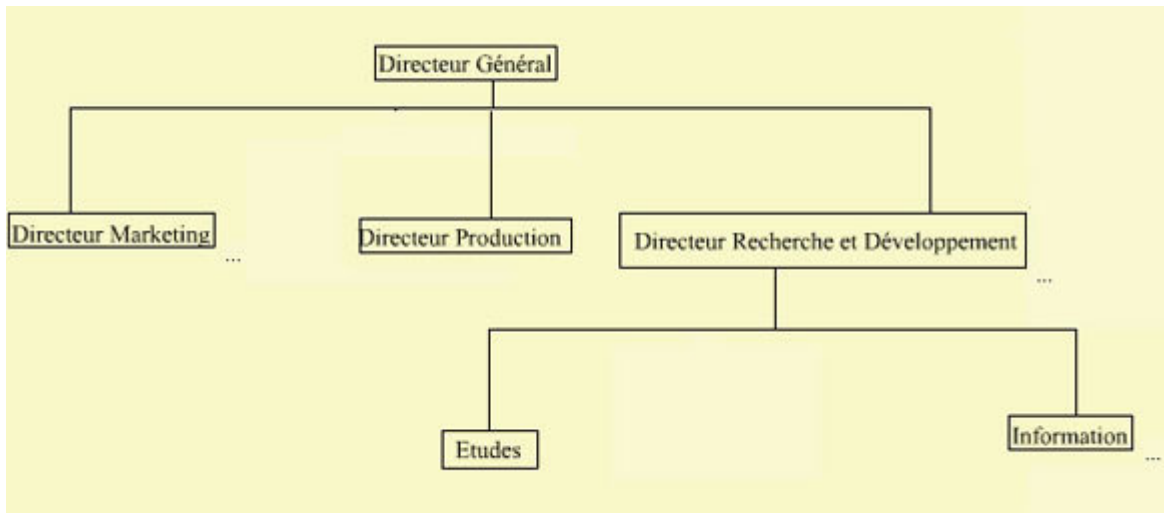 Directeur Général
Directeur Marketing
...
Directeur Production
Directeur Recherche et Développement
...
Etudes
Information
...